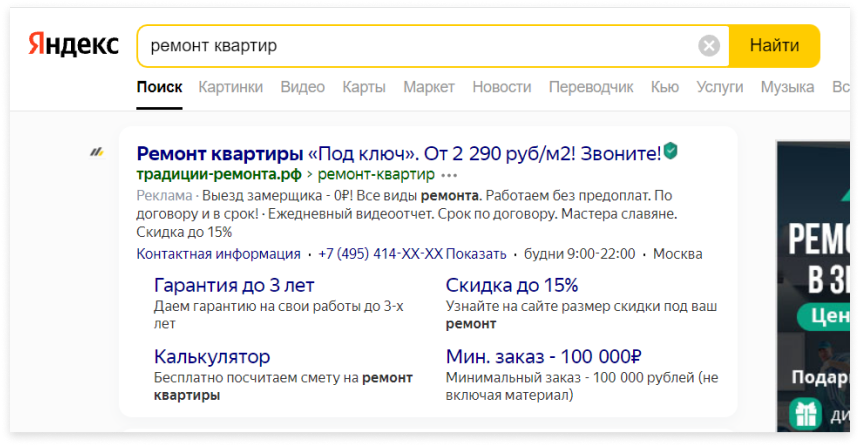 Яндекс
ремонт квартир
Найти
Поиск Картинки Видео Карты Маркет Новости Переводчик Кью Услуги Музыка
Ремонт квартиры «Под ключ». От 2 290 руб/м2! Звоните!
традиции-ремонта.рф › ремонт-квартир •••
Реклама · Выезд замерщика - 0₽! Все виды ремонта. Работаем без предоплат. По
договору и в срок! · Ежедневный видеоотчет. Срок по договору. Мастера славяне.
Скидка до 15%
Контактная информация · +7 (495) 414-XX-XX Показать · будни 9:00-22:00 · Москва
Гарантия до 3 лет
Даем гарантию на свои работы до 3-х
лет
Скидка до 15%
Узнайте на сайте размер скидки под ваш
ремонт
Калькулятор
Бесплатно посчитаем смету на ремонт
квартиры
Мин. заказ - 100 000₽
Минимальный заказ - 100 000 рублей (не
включая материал)
РЕМО
В